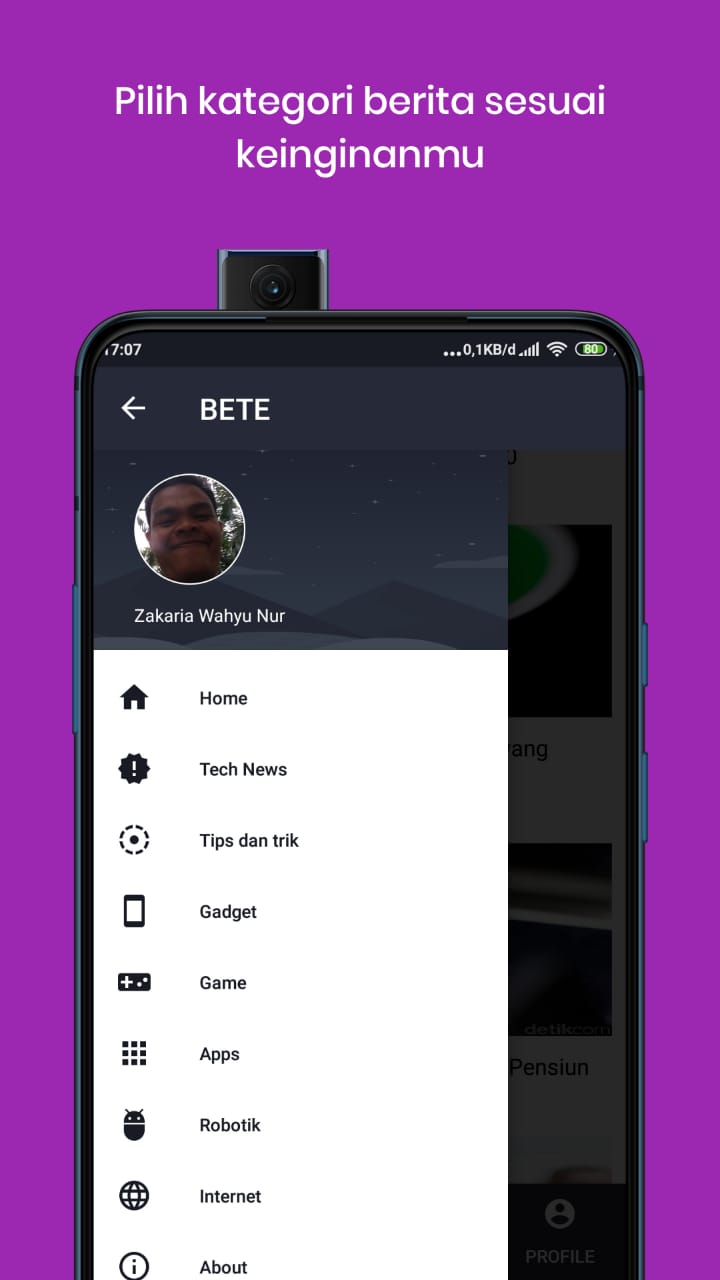 Pilih kategori berita sesuai
keinginanmu
17:07
...0,1KB/d
80
BETE
Zakaria Wahyu Nur
Home
Tech News
Tips dan trik
Gadget
Game
Apps
Robotik
Internet
About
detikcom
Pensiun
PROFILE